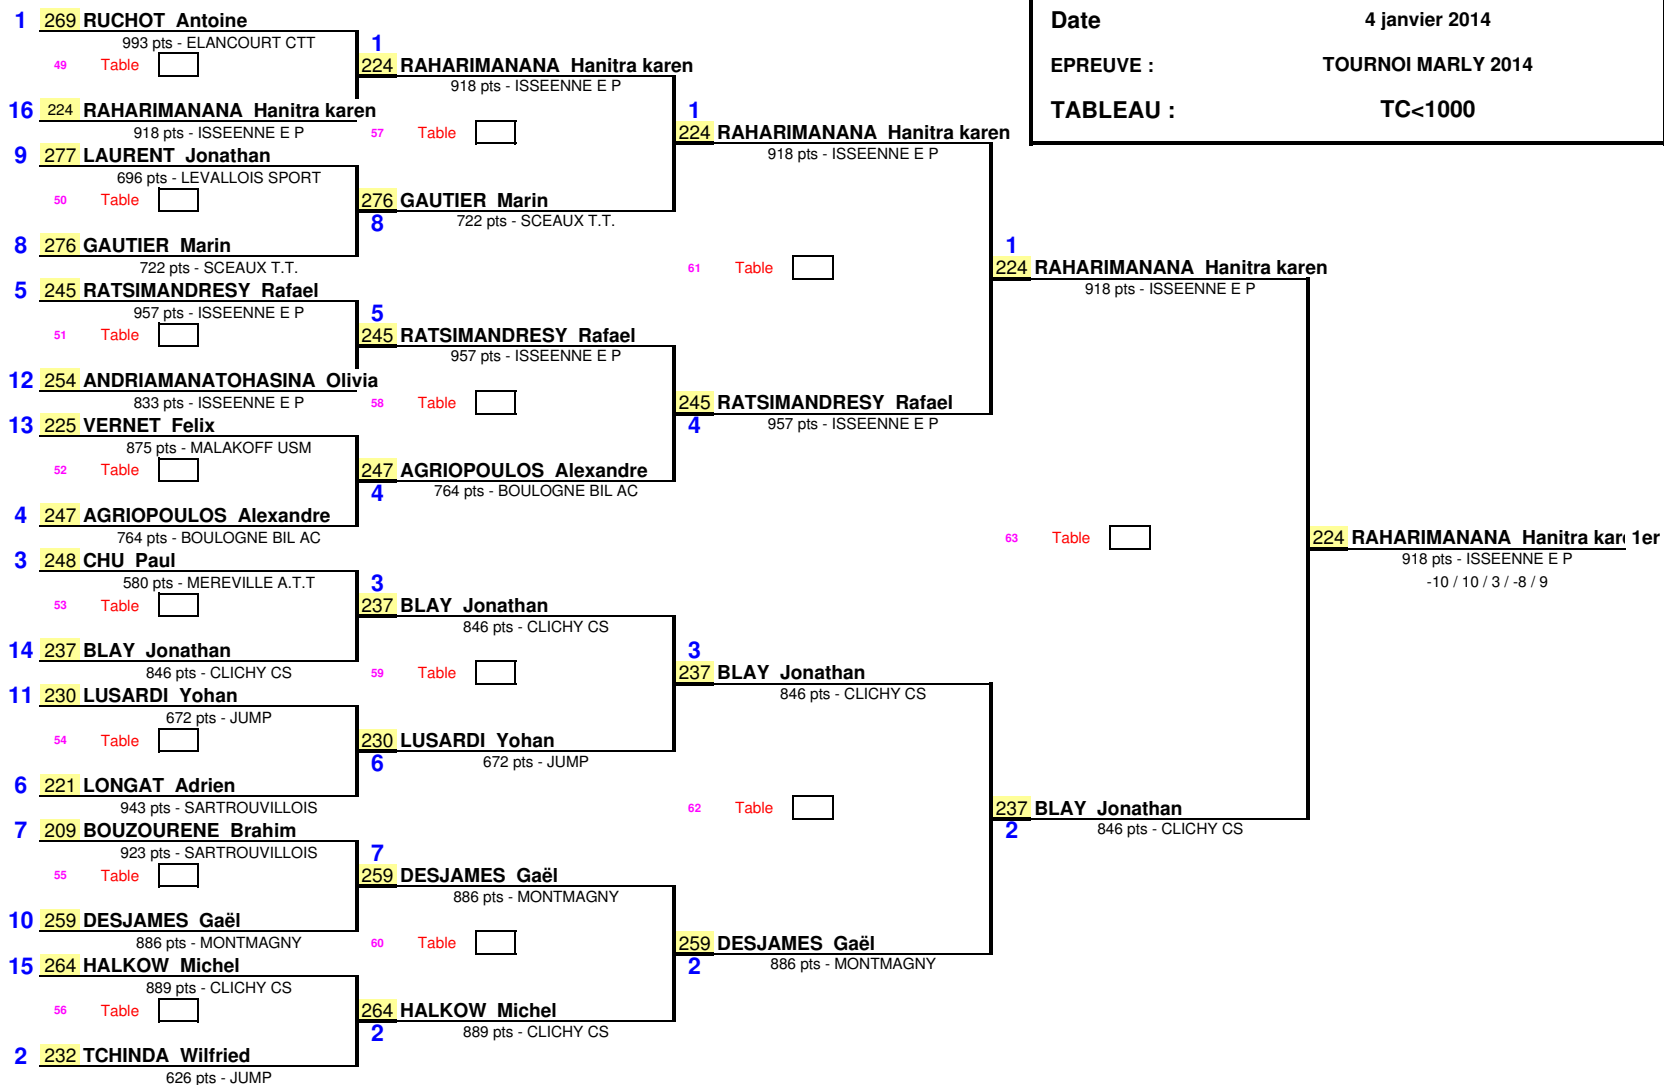 Date 4 janvier 2014
EPREUVE : TOURNOI MARLY 2014
TABLEAU : TC<1000
1 269 RUCHOT Antoine
993 pts - ELANCOURT CTT
49 Table
16 224 RAHARIMANANA Hanitra karen
918 pts - ISSEENNE E P
9 277 LAURENT Jonathan
696 pts - LEVALLOIS SPORT
50 Table
8 276 GAUTIER Marin
722 pts - SCEAUX T.T.
5 245 RATSIMANDRESY Rafael
957 pts - ISSEENNE E P
51 Table
12 254 ANDRIAMANATOHASINA Olivia
833 pts - ISSEENNE E P
13 225 VERNET Felix
875 pts - MALAKOFF USM
52 Table
4 247 AGRIOPOULOS Alexandre
764 pts - BOULOGNE BIL AC
3 248 CHU Paul
580 pts - MEREVILLE A.T.T
53 Table
14 237 BLAY Jonathan
846 pts - CLICHY CS
11 230 LUSARDI Yohan
672 pts - JUMP
54 Table
6 221 LONGAT Adrien
943 pts - SARTROUVILLOIS
7 209 BOUZOURENE Brahim
923 pts - SARTROUVILLOIS
55 Table
10 259 DESJAMES Gaël
886 pts - MONTMAGNY
15 264 HALKOW Michel
889 pts - CLICHY CS
56 Table
2 232 TCHINDA Wilfried
626 pts - JUMP
1
224 RAHARIMANANA Hanitra karen
918 pts - ISSEENNE E P
57 Table
276 GAUTIER Marin
8
722 pts - SCEAUX T.T.
5
245 RATSIMANDRESY Rafael
957 pts - ISSEENNE E P
58 Table
247 AGRIOPOULOS Alexandre
4
764 pts - BOULOGNE BIL AC
3
237 BLAY Jonathan
846 pts - CLICHY CS
59 Table
230 LUSARDI Yohan
6
672 pts - JUMP
7
259 DESJAMES Gaël
886 pts - MONTMAGNY
60 Table
264 HALKOW Michel
2
889 pts - CLICHY CS
1
224 RAHARIMANANA Hanitra karen
918 pts - ISSEENNE E P
61 Table
245 RATSIMANDRESY Rafael
4
957 pts - ISSEENNE E P
3
237 BLAY Jonathan
846 pts - CLICHY CS
62 Table
259 DESJAMES Gaël
2
886 pts - MONTMAGNY
1
224 RAHARIMANANA Hanitra karen
918 pts - ISSEENNE E P
63 Table
237 BLAY Jonathan
2
846 pts - CLICHY CS
224 RAHARIMANANA Hanitra kar 1er
918 pts - ISSEENNE E P
-10 / 10 / 3 / -8 / 9